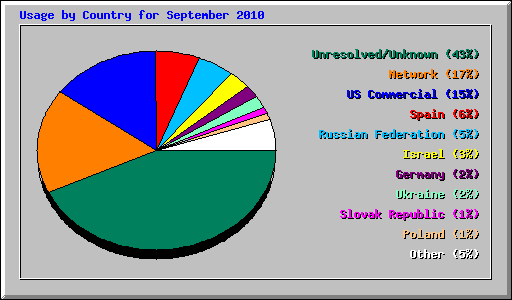 Usage by Country for September 2010
Unresolved/Unknown (43%)
Network (17%)
US Commercial (15%)
Spain (6%)
Russian Federation (5%)
Israel (3%)
Germany (2%)
Ukraine (2%)
Slovak Republic (1%)
Poland (1%)
Other (5%)